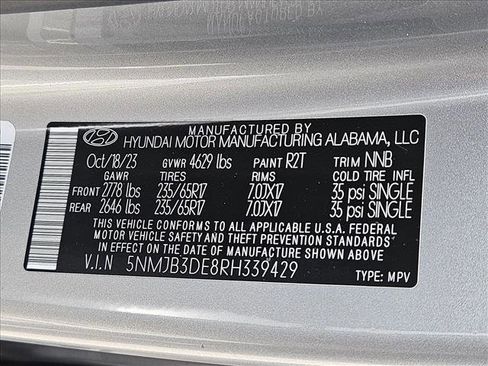 MANUFACTURED BY
HYUNDAI MOTOR MANUFACTURING ALABAMA, LLC
Oct/18/23 GVWR 4629 lbs PAINT R2T TRIM NNB
GAWR TIRES RIMS COLD TIRE INFL
FRONT 2778 lbs 235/65R17 7.0JX17 35 psi SINGLE
REAR 2646 lbs 235/65R17 7.0JX17 35 psi SINGLE
THIS VEHICLE CONFORMS TO ALL APPLICABLE U.S.A. FEDERAL
MOTOR VEHICLE SAFETY AND THEFT PREVENTION STANDARDS
IN EFFECT ON THE DATE OF MANUFACTURE SHOWN ABOVE.
V.I.N 5NMJB3DE8RH339429 TYPE: MPV